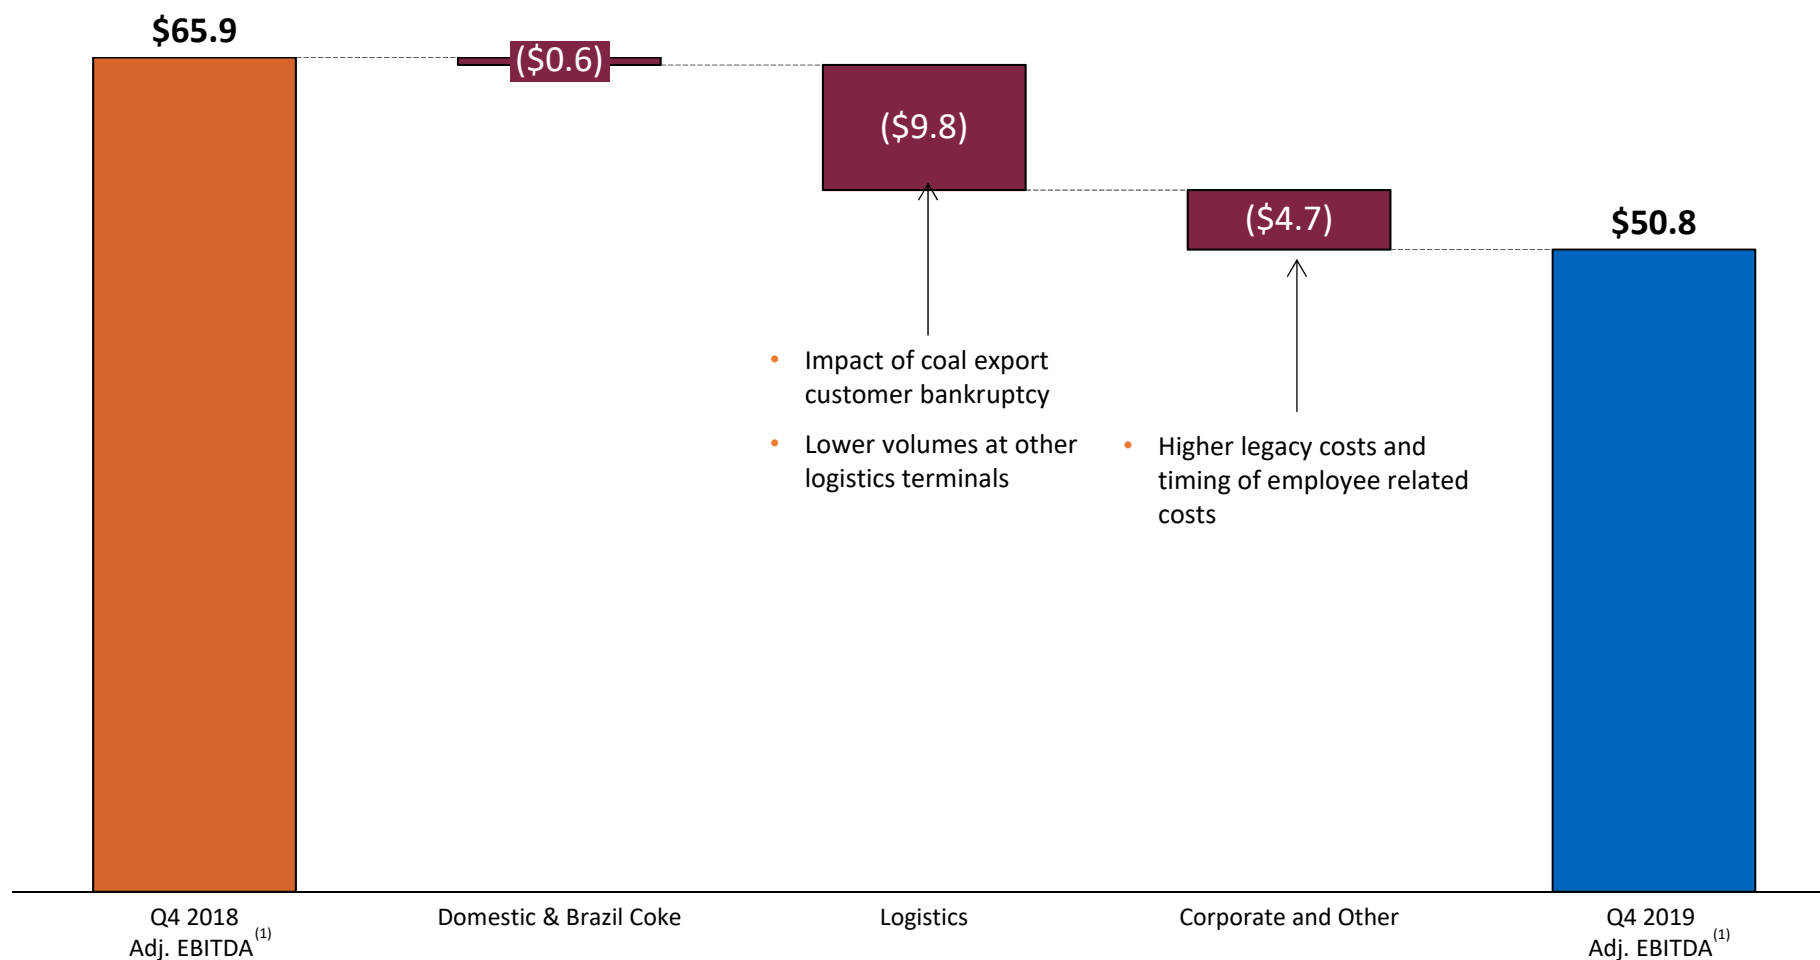 $65.9
($0.6)
($9.8)
($4.7)
$50.8
• Impact of coal export
customer bankruptcy
• Lower volumes at other
logistics terminals
• Higher legacy costs and
timing of employee related
costs
Q4 2018
Adj. EBITDA(1)
Domestic & Brazil Coke
Logistics
Corporate and Other
Q4 2019
Adj. EBITDA(1)